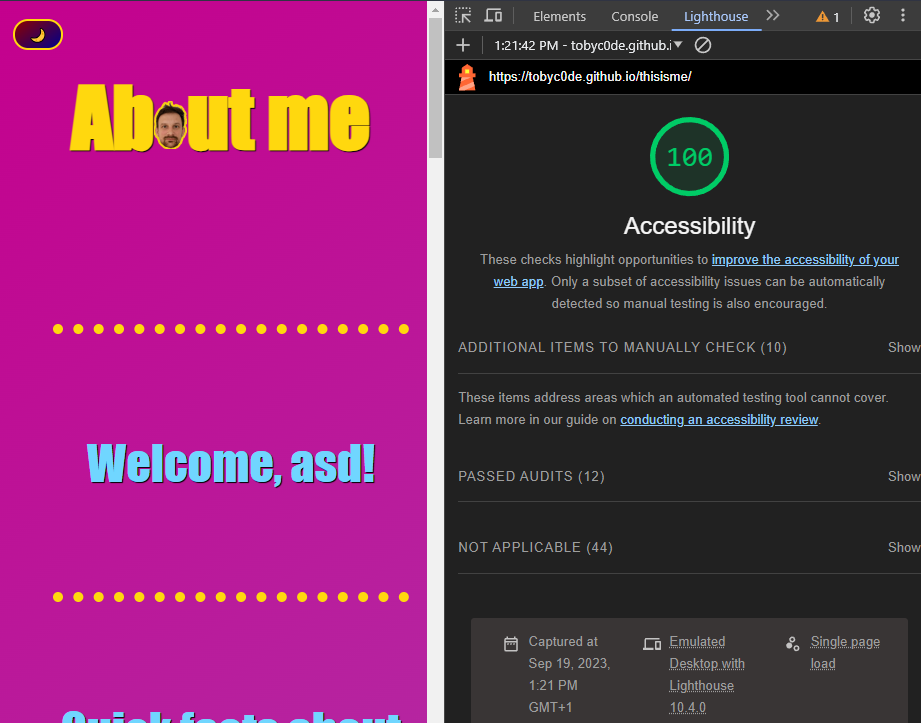 About me
Welcome, asd!
Quick facts about
Elements Console Lighthouse 1
1:21:42 PM - tobyc0de.github.i
https://tobyc0de.github.io/thisisme/
100
Accessibility
These checks highlight opportunities to improve the accessibility of your
web app. Only a subset of accessibility issues can be automatically
detected so manual testing is also encouraged.
ADDITIONAL ITEMS TO MANUALLY CHECK (10) Show
These items address areas which an automated testing tool cannot cover.
Learn more in our guide on conducting an accessibility review.
PASSED AUDITS (12) Show
NOT APPLICABLE (44) Show
Captured at
Sep 19, 2023,
1:21 PM
GMT+1
Emulated
Desktop with
Lighthouse
10.4.0
Single page
load